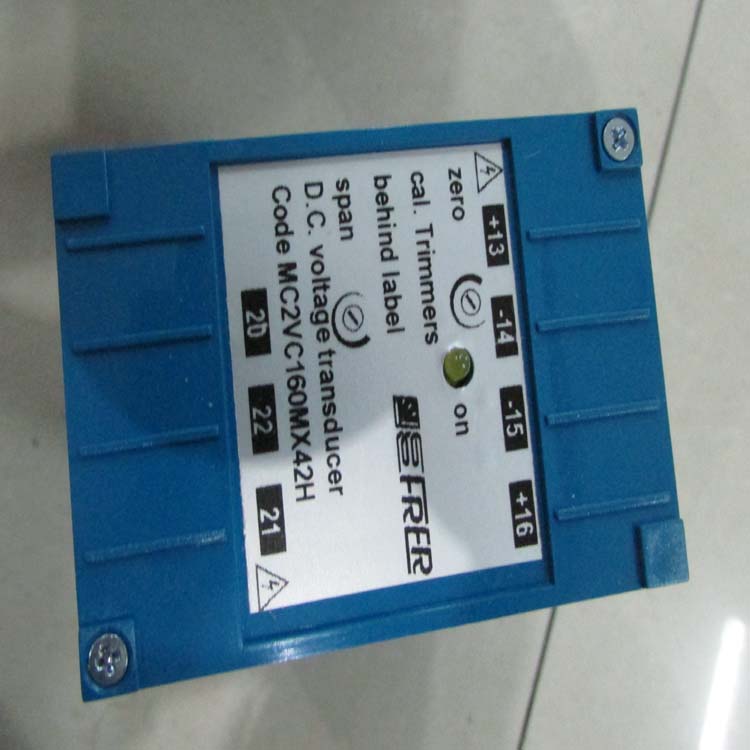 +13 -14 -15 +16
zero on
cal. Trimmers
behind label
FRER
span
D.C. voltage transducer
Code MC2VC160MX42H
20 22 21